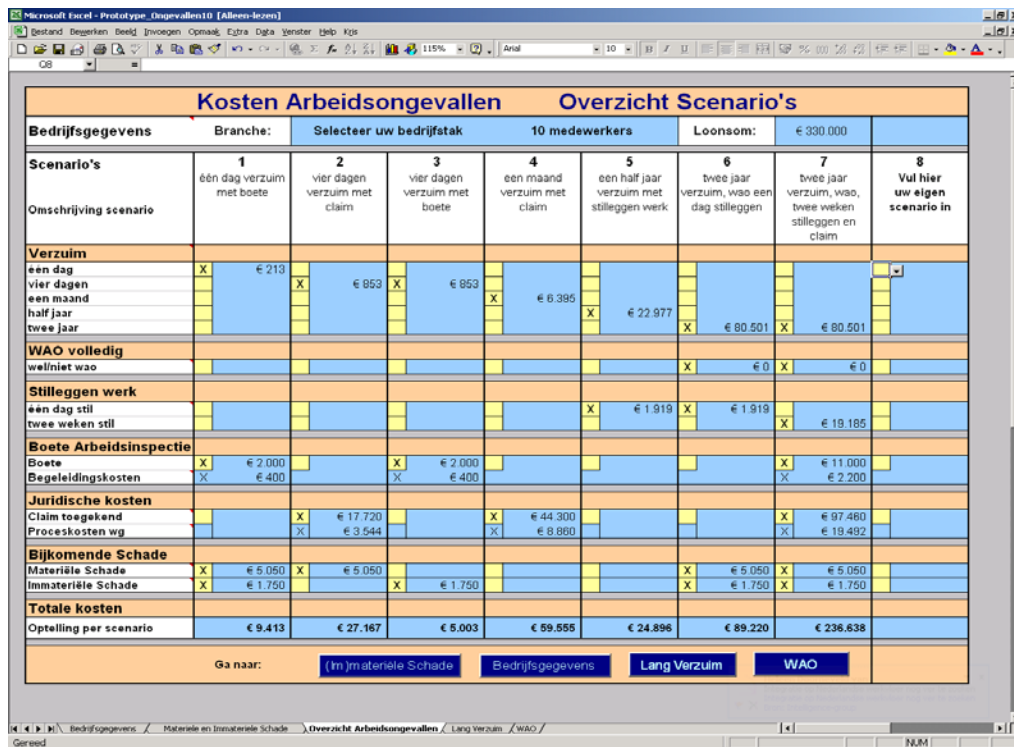 Microsoft Excel - Prototype_Ongevallen10 [Alleen-lezen]
Bestand Bewerken Beeld Invoegen Opmaak Extra Data Venster Help Kris
115% Arial 10 B I U
C8 =
Kosten Arbeidsongevallen Overzicht Scenario's
Bedrijfsgegevens Branche: Selecteer uw bedrijfstak 10 medewerkers Loonsom: € 330.000
Scenario's 1 2 3 4 5 6 7 8
één dag verzuim vier dagen vier dagen een maand een half jaar twee jaar twee jaar Vul hier
met boete verzuim met verzuim met verzuim met verzuim met verzuim, wao een verzuim, wao, uw eigen
Omschrijving scenario claim boete claim stilleggen werk dag stilleggen twee weken scenario in
stilleggen en
claim
Verzuim
één dag X € 213
vier dagen X € 853 X € 853
een maand X € 6.395
half jaar X € 22.977
twee jaar X € 80.501 X € 80.501
WAO volledig
wel/niet wao X € 0 X € 0
Stilleggen werk
één dag stil X € 1.919 X € 1.919
twee weken stil X € 19.185
Boete Arbeidsinspectie
Boete X € 2.000 X € 2.000 X € 11.000
Begeleidingskosten X € 400 X € 400 X € 2.200
Juridische kosten
Claim toegekend X € 17.720 X € 44.300 X € 97.460
Proceskosten wg X € 3.544 X € 8.860 X € 19.492
Bijkomende Schade
Materiële Schade X € 5.050 X € 5.050 X € 5.050 X € 5.050
Immateriële Schade X € 1.750 X € 1.750 X € 1.750 X € 1.750
Totale kosten
Optelling per scenario € 9.413 € 27.167 € 5.003 € 59.555 € 24.896 € 89.220 € 236.638
Ga naar: (Im)materiële Schade Bedrijfsgegevens Lang Verzuim WAO
Bedrijfsgegevens Materiele en Immateriele Schade Overzicht Arbeidsongevallen Lang Verzuim WAO
Gereed NUM